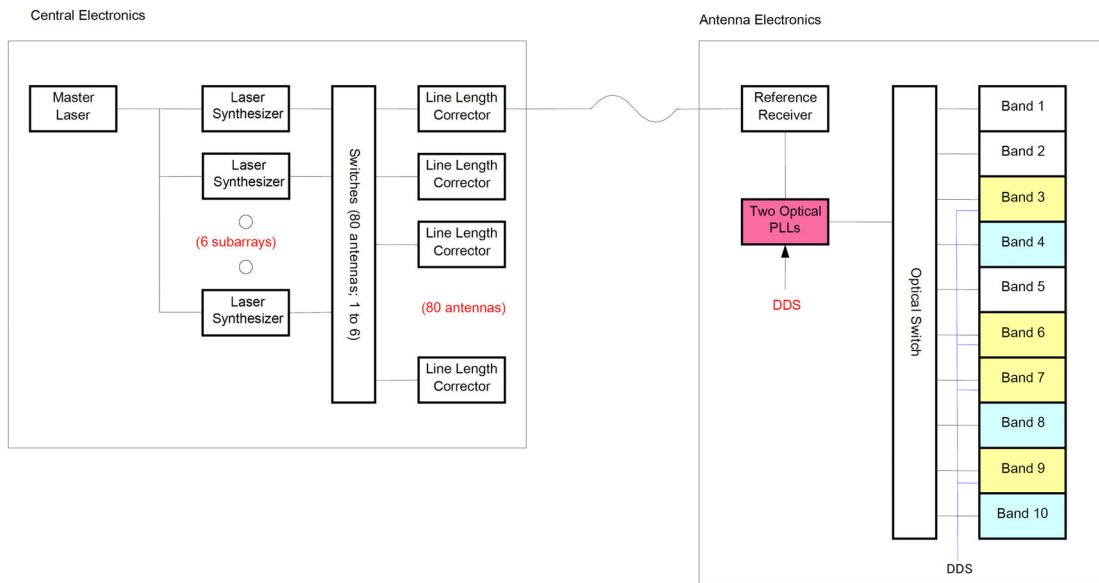 Central Electronics
Master
Laser
Laser
Synthesizer
Laser
Synthesizer
(6 subarrays)
Laser
Synthesizer
Switches (80 antennas; 1 to 6)
Line Length
Corrector
Line Length
Corrector
Line Length
Corrector
(80 antennas)
Line Length
Corrector
Antenna Electronics
Reference
Receiver
Two Optical
PLLs
DDS
Optical Switch
Band 1
Band 2
Band 3
Band 4
Band 5
Band 6
Band 7
Band 8
Band 9
Band 10
DDS